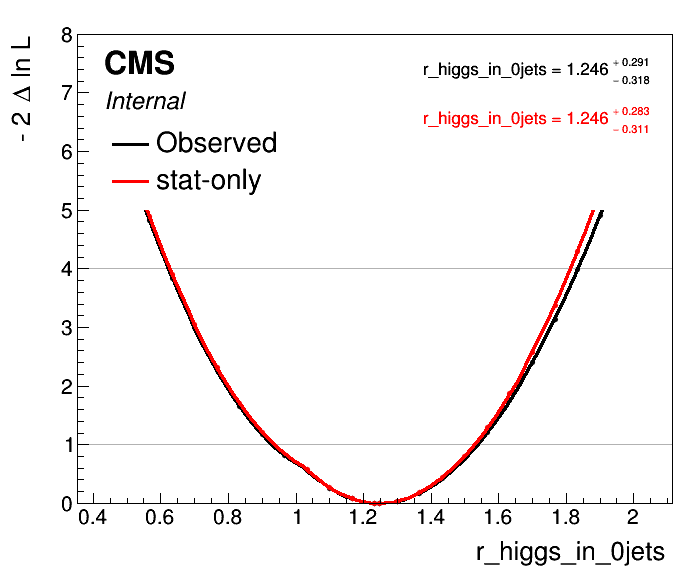 CMS
Internal
Observed
stat-only
r_higgs_in_0jets = 1.246 + 0.291 − 0.318
r_higgs_in_0jets = 1.246 + 0.283 − 0.311
- 2 Δ ln L
8
7
6
5
4
3
2
1
0
0.4 0.6 0.8 1 1.2 1.4 1.6 1.8 2
r_higgs_in_0jets